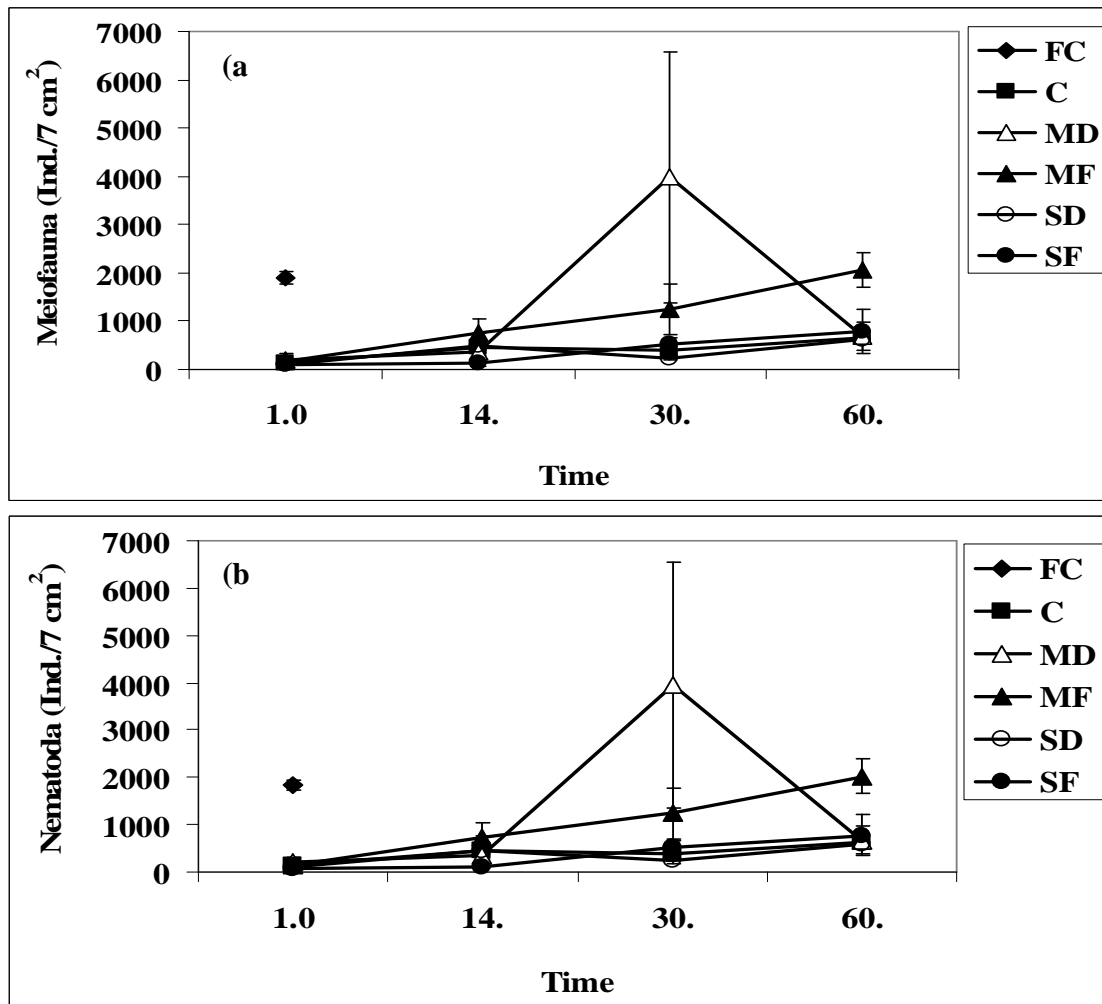 7000
6000
5000
4000
3000
2000
1000
0
Meiofauna (Ind./7 cm²)
(a
1.0 14. 30. 60.
Time
FC
C
MD
MF
SD
SF
7000
6000
5000
4000
3000
2000
1000
0
Nematoda (Ind./7 cm²)
(b
1.0 14. 30. 60.
Time
FC
C
MD
MF
SD
SF